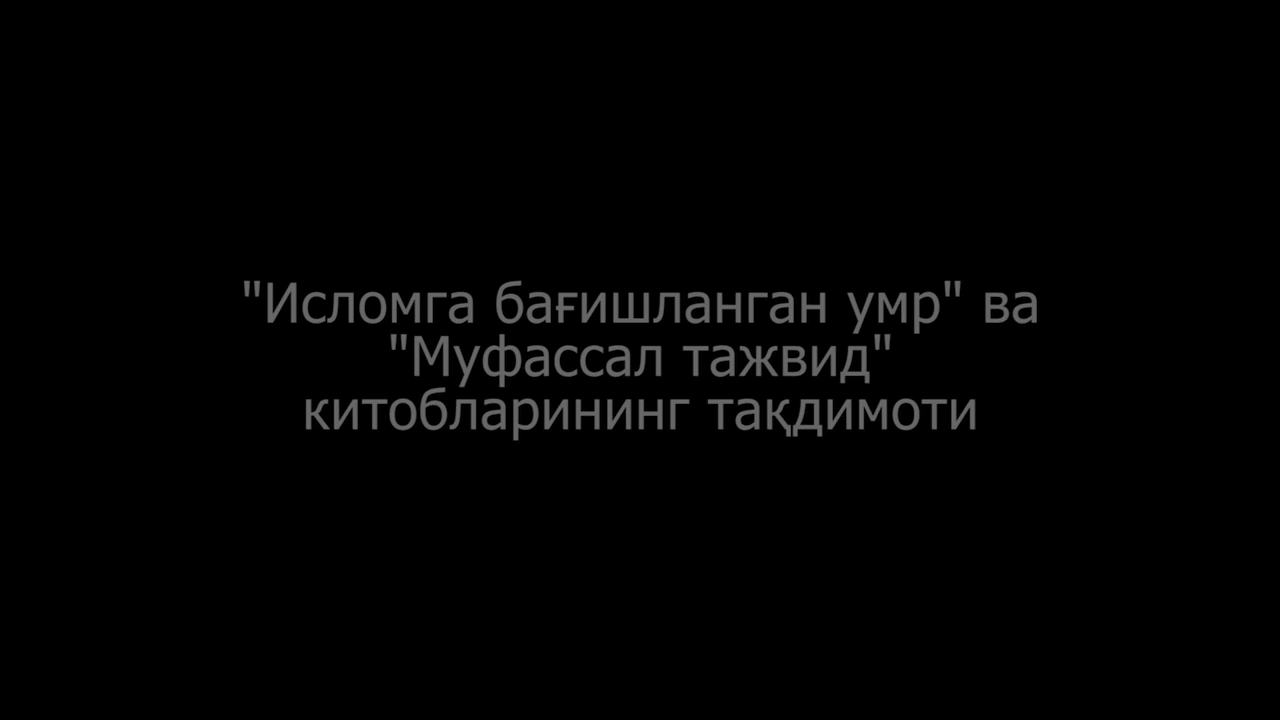 "Исломга бағишланган умр" ва
"Муфассал тажвид"
китобларининг тақдимоти